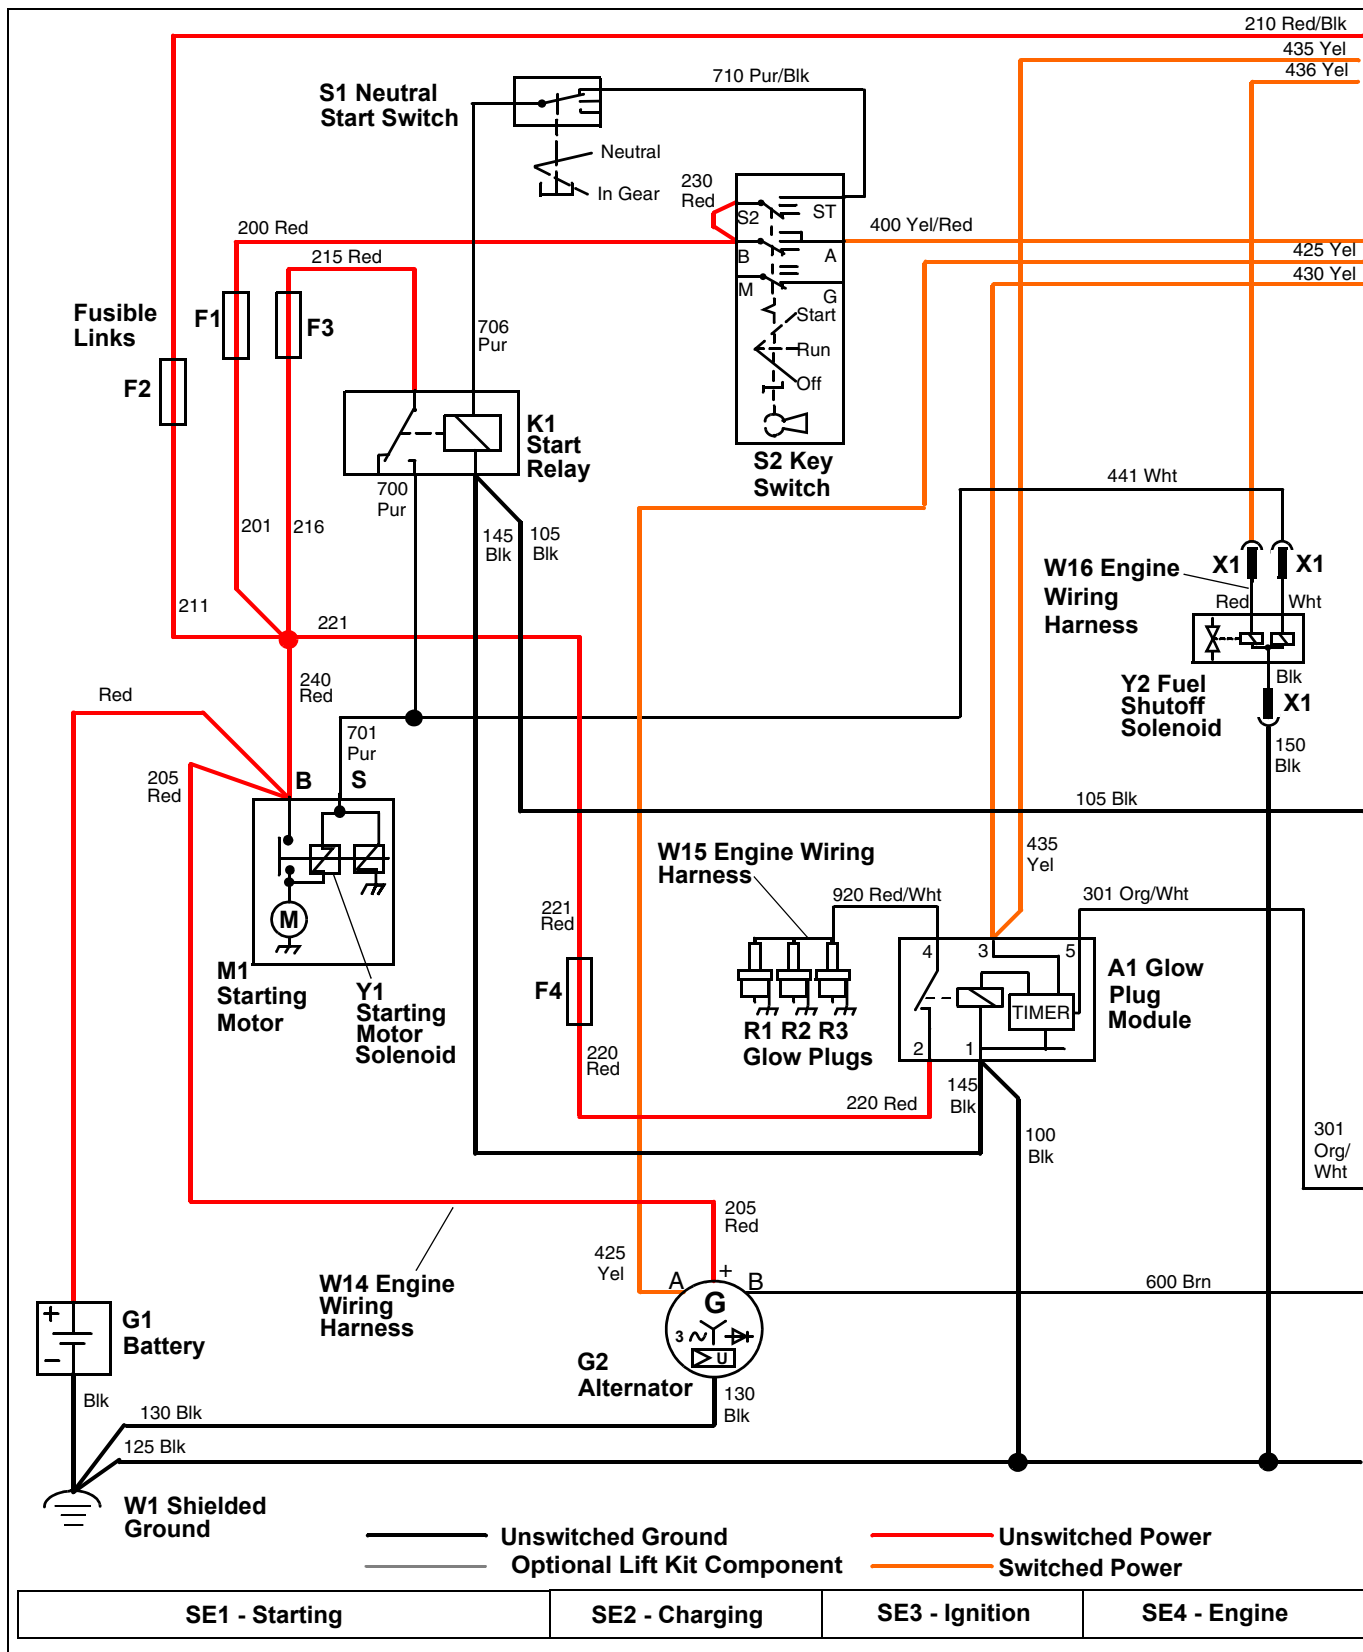 210 Red/Blk
435 Yel
436 Yel
710 Pur/Blk
S1 Neutral
Start Switch
Neutral
In Gear
230
Red
S2
ST
200 Red
400 Yel/Red
215 Red
B
A
425 Yel
M
G
430 Yel
Fusible
Links
F1
F3
706
Pur
Start
Run
Off
F2
K1
Start
Relay
S2 Key
Switch
700
Pur
441 Wht
201
216
145
Blk
105
Blk
W16 Engine
Wiring
Harness
X1
X1
Red
Wht
211
221
240
Red
Red
Blk
Y2 Fuel
Shutoff
Solenoid
X1
701
Pur
150
Blk
205
Red
B
S
105 Blk
435
Yel
W15 Engine Wiring
Harness
920 Red/Wht
301 Org/Wht
M
221
Red
4
3
5
A1 Glow
Plug
Module
M1
Starting
Motor
Y1
Starting
Motor
Solenoid
F4
TIMER
R1 R2 R3
Glow Plugs
2
1
220
Red
145
Blk
220 Red
100
Blk
301
Org/
Wht
205
Red
425
Yel
A
+
B
600 Brn
W14 Engine
Wiring
Harness
G
3
U
+
−
G1
Battery
G2
Alternator
130
Blk
Blk
130 Blk
125 Blk
W1 Shielded
Ground
Unswitched Ground
Unswitched Power
Optional Lift Kit Component
Switched Power
SE1 - Starting
SE2 - Charging
SE3 - Ignition
SE4 - Engine